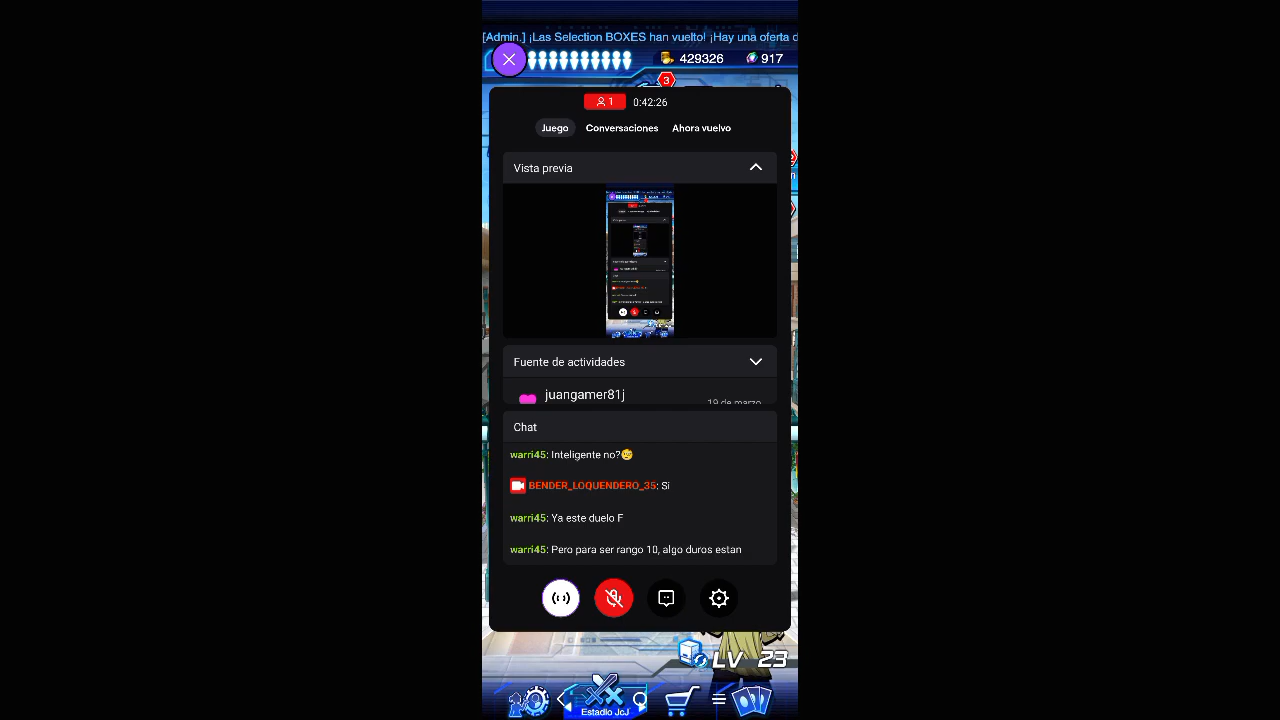 [Admin.] ¡Las Selection BOXES han vuelto! ¡Hay una oferta d
429326
917
3
1
0:42:26
Juego
Conversaciones
Ahora vuelvo
Vista previa
Fuente de actividades
juangamer81j
19 de marzo
Chat
warri45: Inteligente no?🧐
BENDER_LOQUENDERO_35: Si
warri45: Ya este duelo F
warri45: Pero para ser rango 10, algo duros estan
LV 23
Estadio JcJ